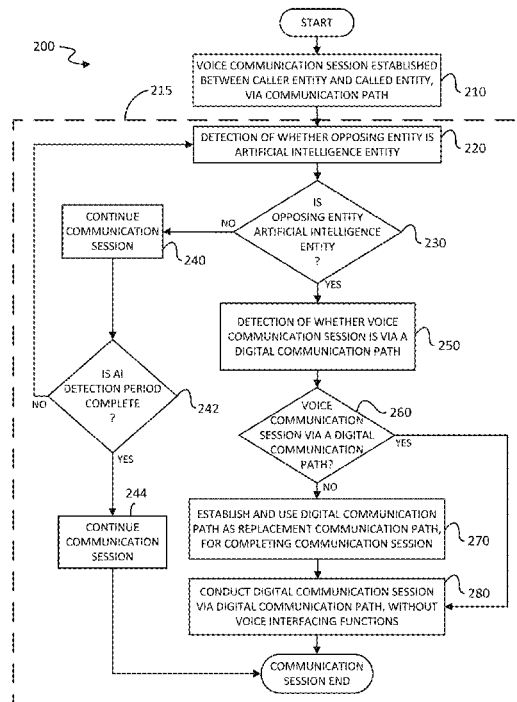 START
200
VOICE COMMUNICATION SESSION ESTABLISHED
BETWEEN CALLER ENTITY AND CALLED ENTITY,
VIA COMMUNICATION PATH
210
215
DETECTION OF WHETHER OPPOSING ENTITY IS
ARTIFICIAL INTELLIGENCE ENTITY
220
IS
OPPOSING ENTITY
ARTIFICIAL INTELLIGENCE
ENTITY
?
230
NO
YES
CONTINUE
COMMUNICATION
SESSION
240
DETECTION OF WHETHER VOICE
COMMUNICATION SESSION IS VIA A
DIGITAL COMMUNICATION PATH
250
IS AI
DETECTION PERIOD
COMPLETE
?
242
NO
YES
VOICE
COMMUNICATION
SESSION VIA A DIGITAL
COMMUNICATION
PATH?
260
YES
NO
244
CONTINUE
COMMUNICATION
SESSION
ESTABLISH AND USE DIGITAL COMMUNICATION
PATH AS REPLACEMENT COMMUNICATION PATH,
FOR COMPLETING COMMUNICATION SESSION
270
CONDUCT DIGITAL COMMUNICATION SESSION
VIA DIGITAL COMMUNICATION PATH, WITHOUT
VOICE INTERFACING FUNCTIONS
280
COMMUNICATION
SESSION END